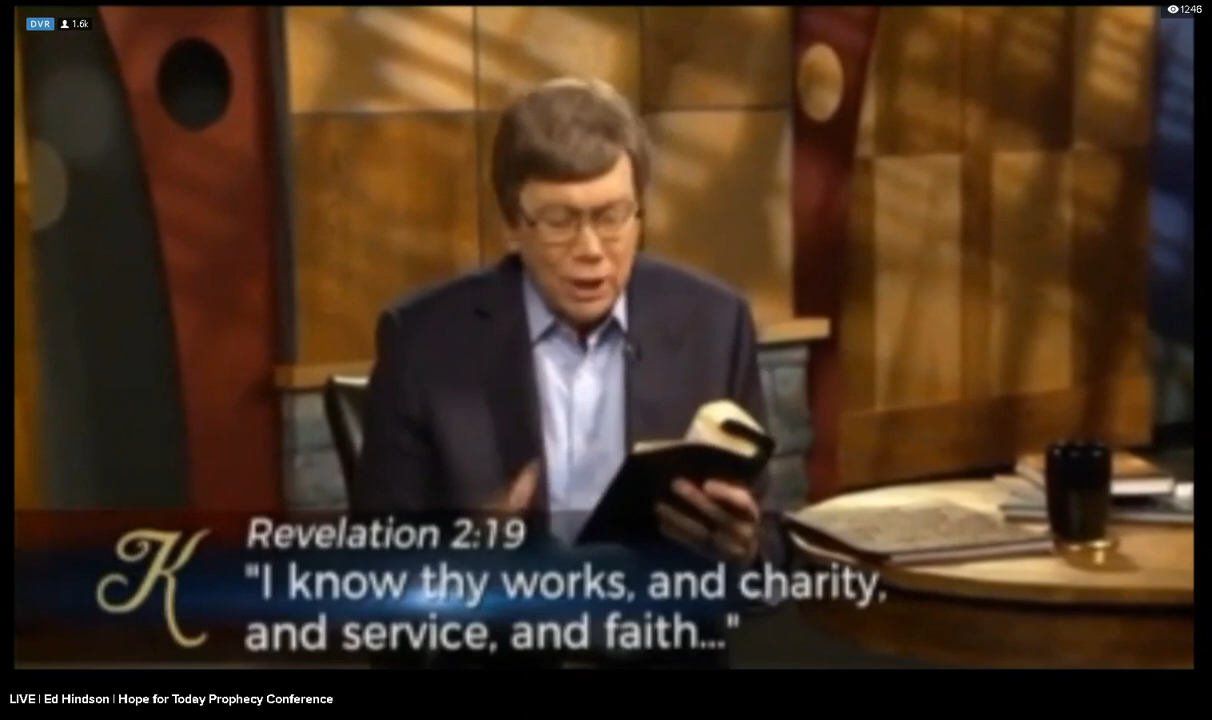 DVR 1.6k
1246
Revelation 2:19
K
"I know thy works, and charity,
and service, and faith..."
LIVE | Ed Hindson | Hope for Today Prophecy Conference